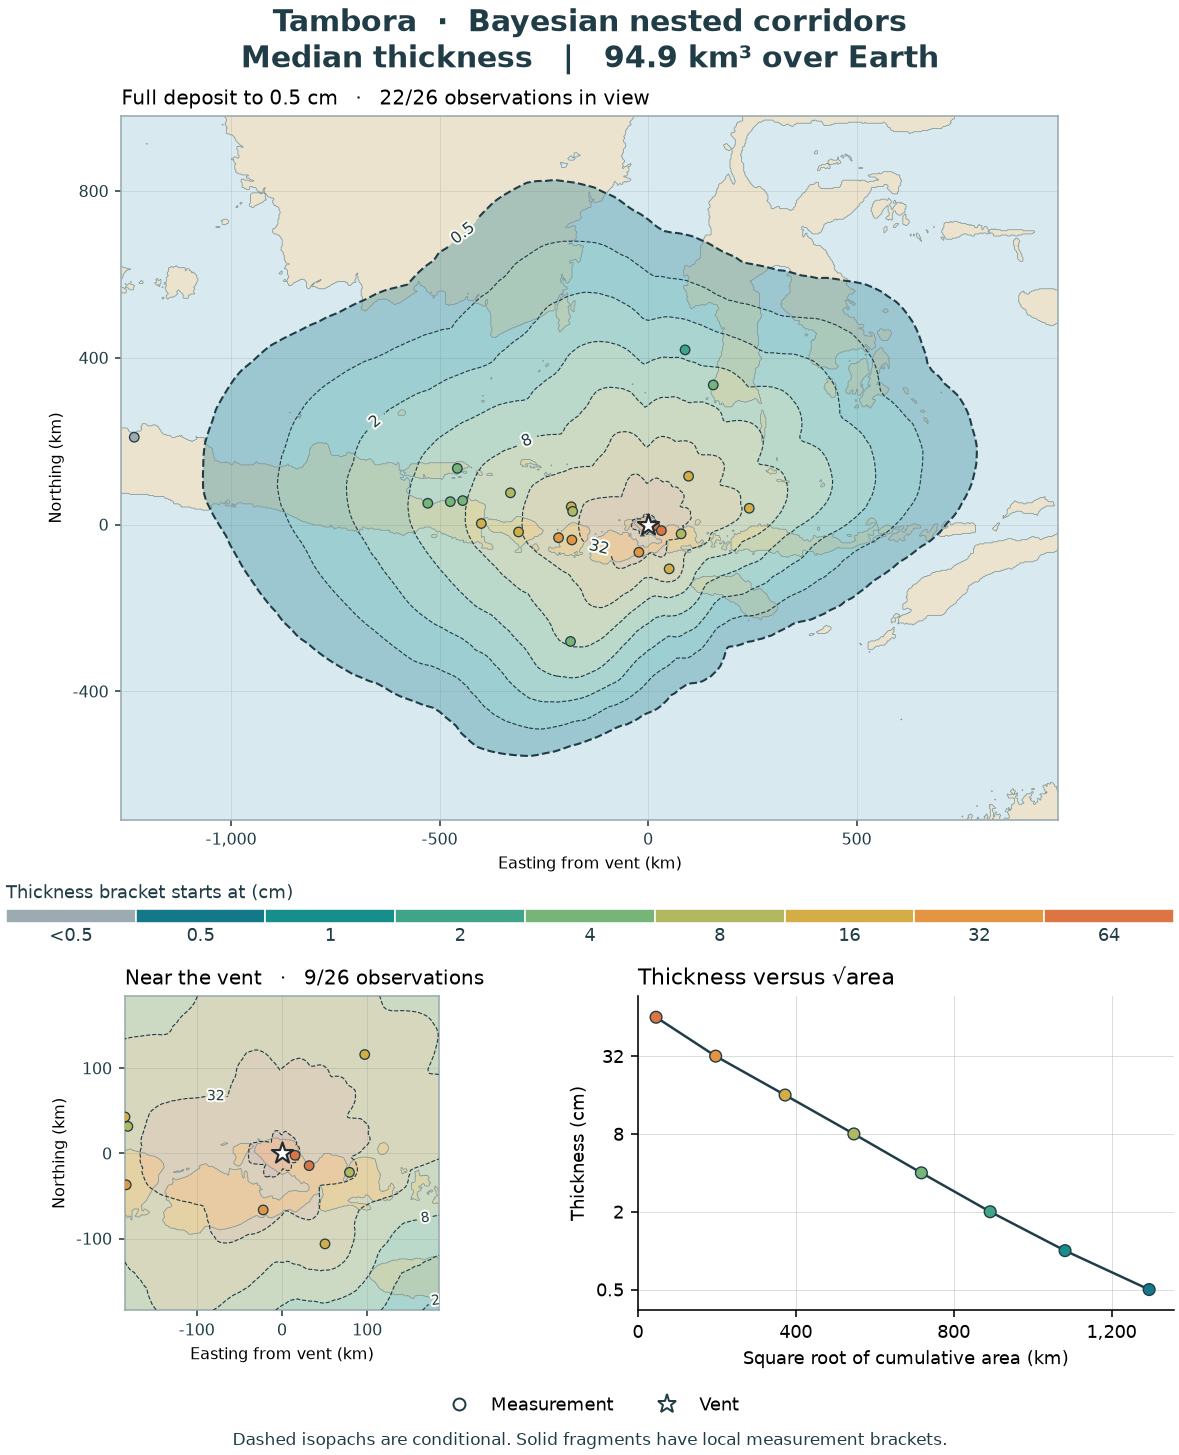 Tambora · Bayesian nested corridors
Median thickness | 94.9 km³ over Earth
Full deposit to 0.5 cm · 22/26 observations in view
Northing (km)
800
400
0
-400
0.5
2
8
32
-1,000
-500
0
500
Easting from vent (km)
Thickness bracket starts at (cm)
<0.5
0.5
1
2
4
8
16
32
64
Near the vent · 9/26 observations
Northing (km)
100
0
-100
32
8
2
-100
0
100
Easting from vent (km)
Thickness versus √area
Thickness (cm)
32
8
2
0.5
0
400
800
1,200
Square root of cumulative area (km)
Measurement
Vent
Dashed isopachs are conditional. Solid fragments have local measurement brackets.